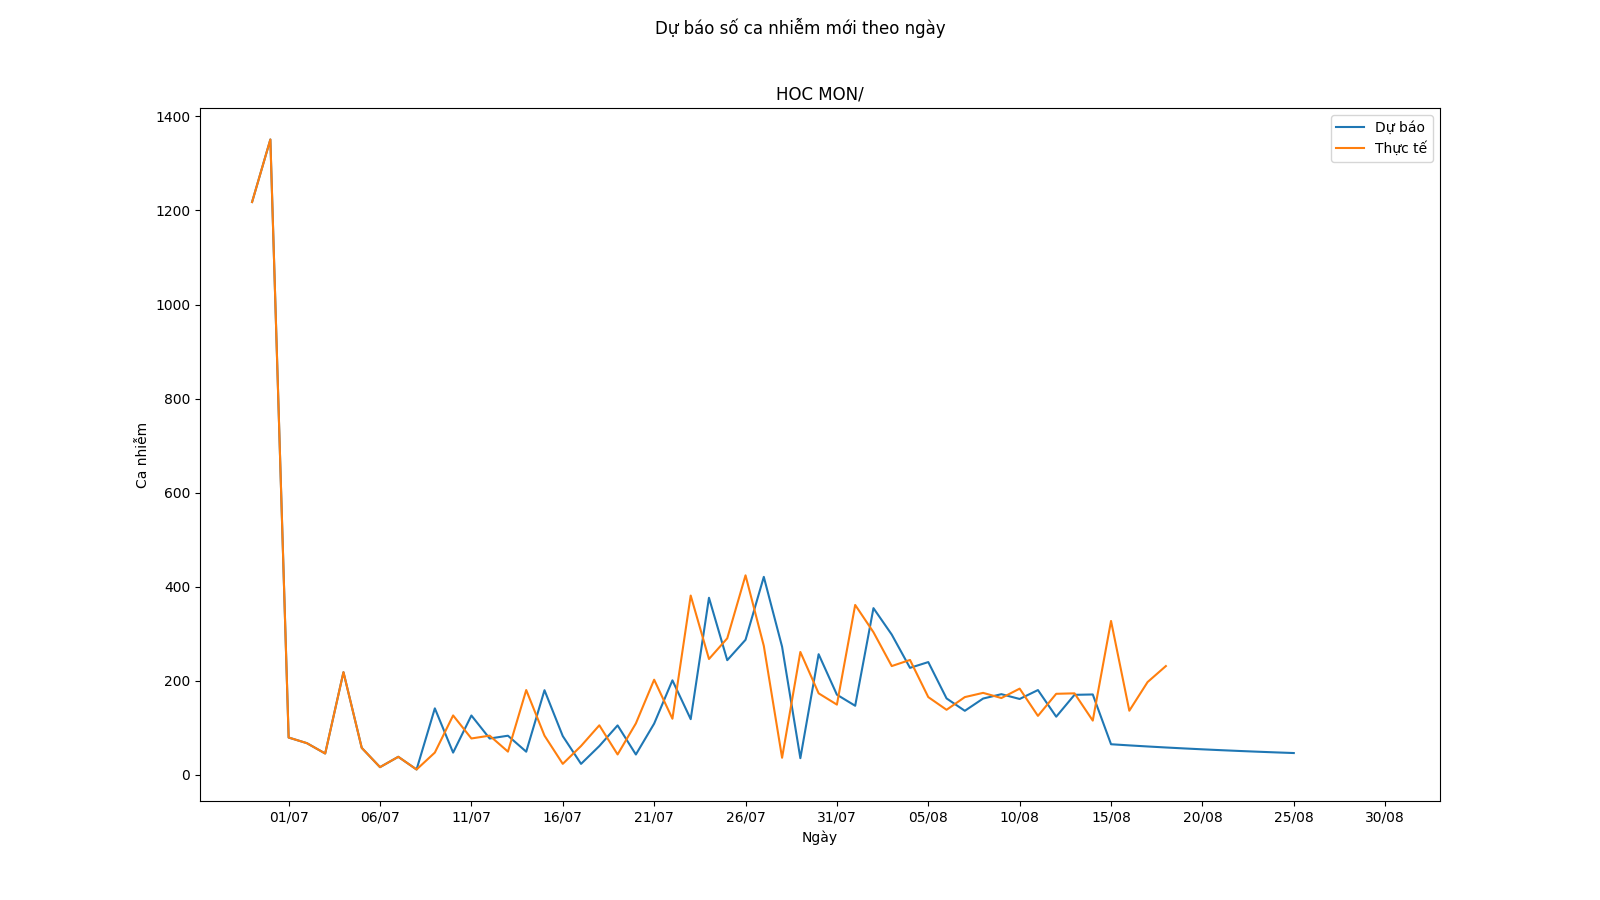 Dự báo số ca nhiễm mới theo ngày
HOC MON/
Dự báo
Thực tế
1400
1200
1000
800
600
400
200
0
Ca nhiễm
01/07 06/07 11/07 16/07 21/07 26/07 31/07 05/08 10/08 15/08 20/08 25/08 30/08
Ngày